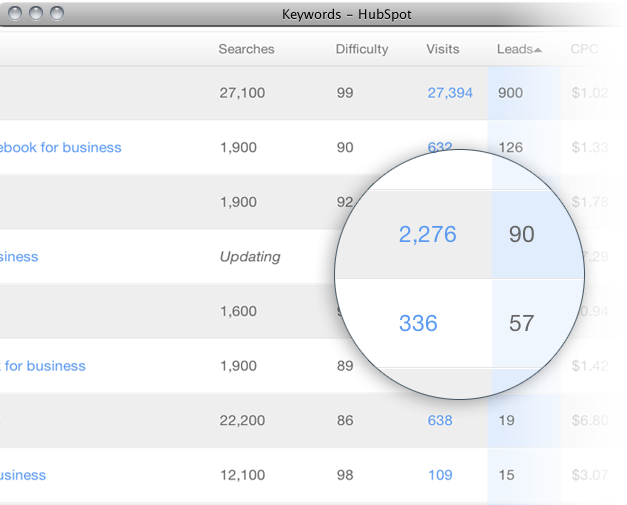 Keywords – HubSpot
Searches Difficulty Visits Leads CPC
27,100 99 27,394 900 $1.02
ebook for business 1,900 90 632 126 $1.33
1,900 92 2,276 90 $1.78
siness Updating 336 57 7.29
1,600 0.94
for business 1,900 89 $1.42
22,200 86 638 19 $6.80
usiness 12,100 98 109 15 $3.07